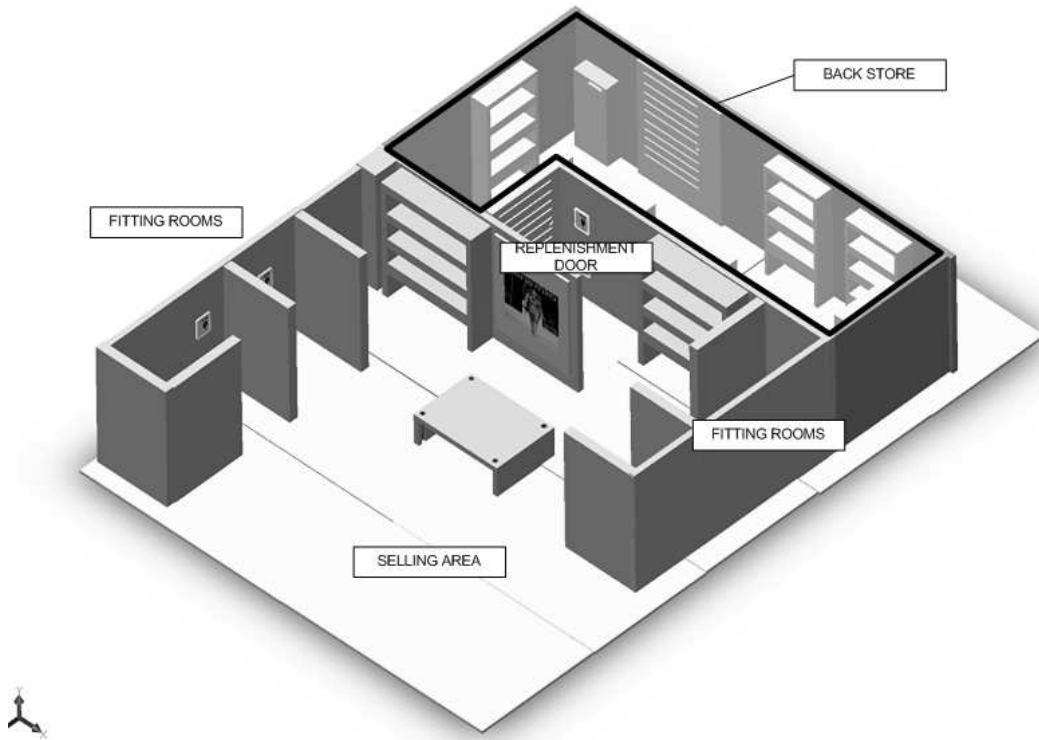 BACK STORE
FITTING ROOMS
REPLENISHMENT
DOOR
FITTING ROOMS
SELLING AREA